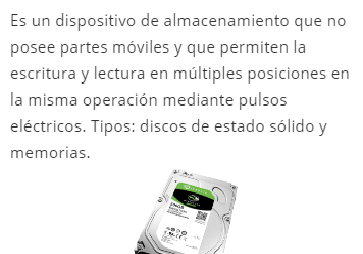 Es un dispositivo de almacenamiento que no
posee partes móviles y que permiten la
escritura y lectura en múltiples posiciones en
la misma operación mediante pulsos
eléctricos. Tipos: discos de estado sólido y
memorias.